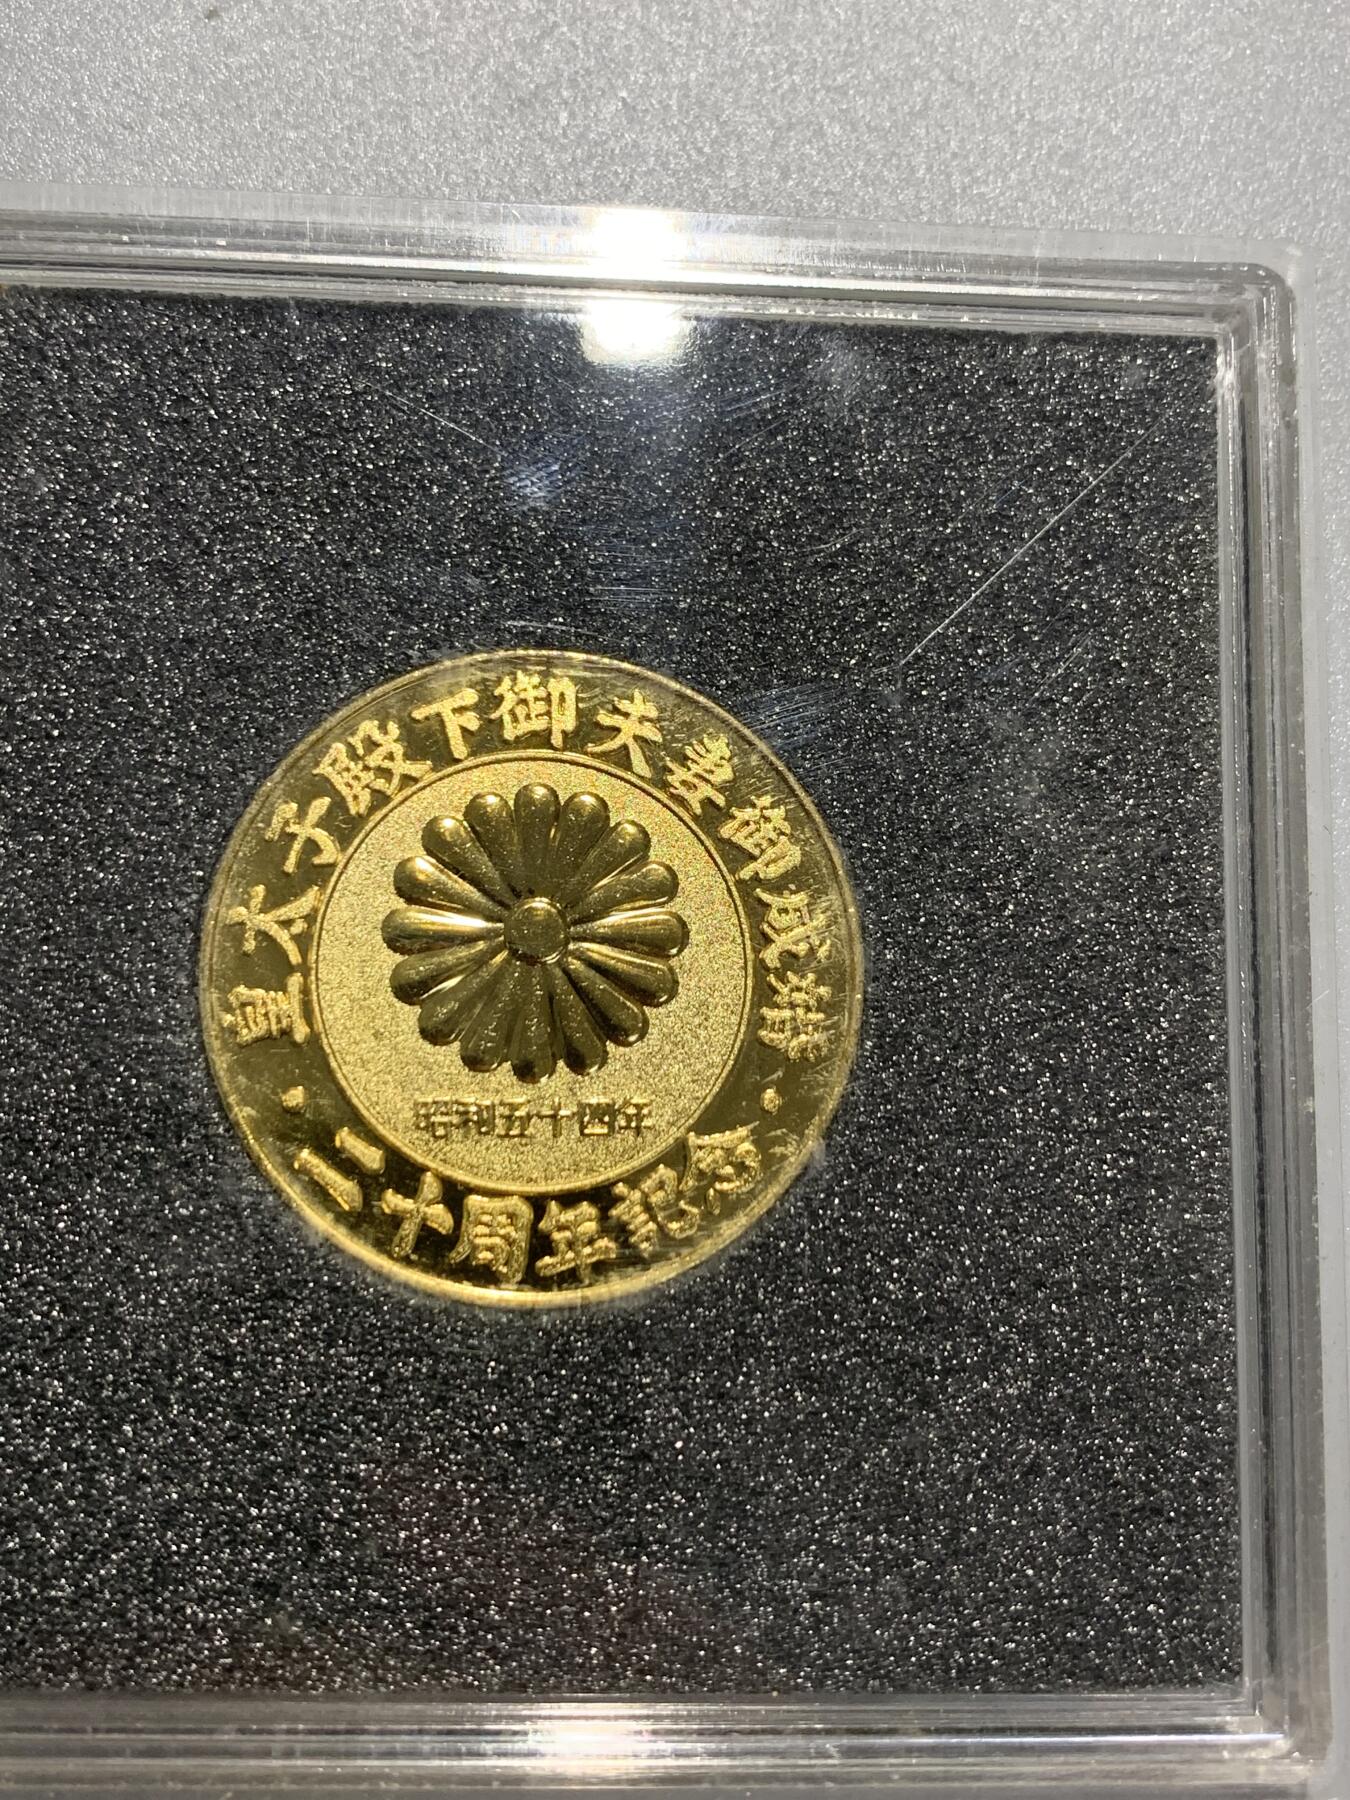 皇太子殿下御夫妻御成婚
昭和五十四年
二十周年記念